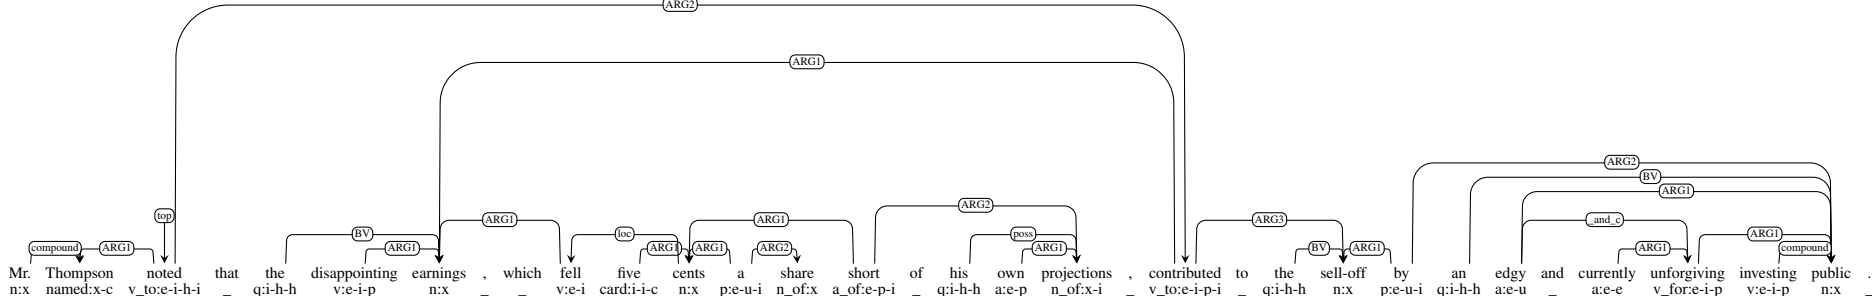 ARG2
ARG1
ARG2
BV
ARG1
top
ARG2
ARG1 ARG1 ARG3 _and_c
BV loc poss ARG1
compound ARG1 ARG1 ARG1 ARG1 ARG2 ARG1 BV ARG1 ARG1 compound
Mr. Thompson noted that the disappointing earnings , which fell five cents a share short of his own projections , contributed to the sell-off by an edgy and currently unforgiving investing public .
n:x named:x-c v_to:e-i-h-i _ q:i-h-h v:e-i-p n:x _ _ v:e-i card:i-i-c n:x p:e-u-i n_of:x a_of:e-p-i _ q:i-h-h a:e-p n_of:x-i _ v_to:e-i-p-i _ q:i-h-h n:x p:e-u-i q:i-h-h a:e-u _ a:e-e v_for:e-i-p v:e-i-p n:x _